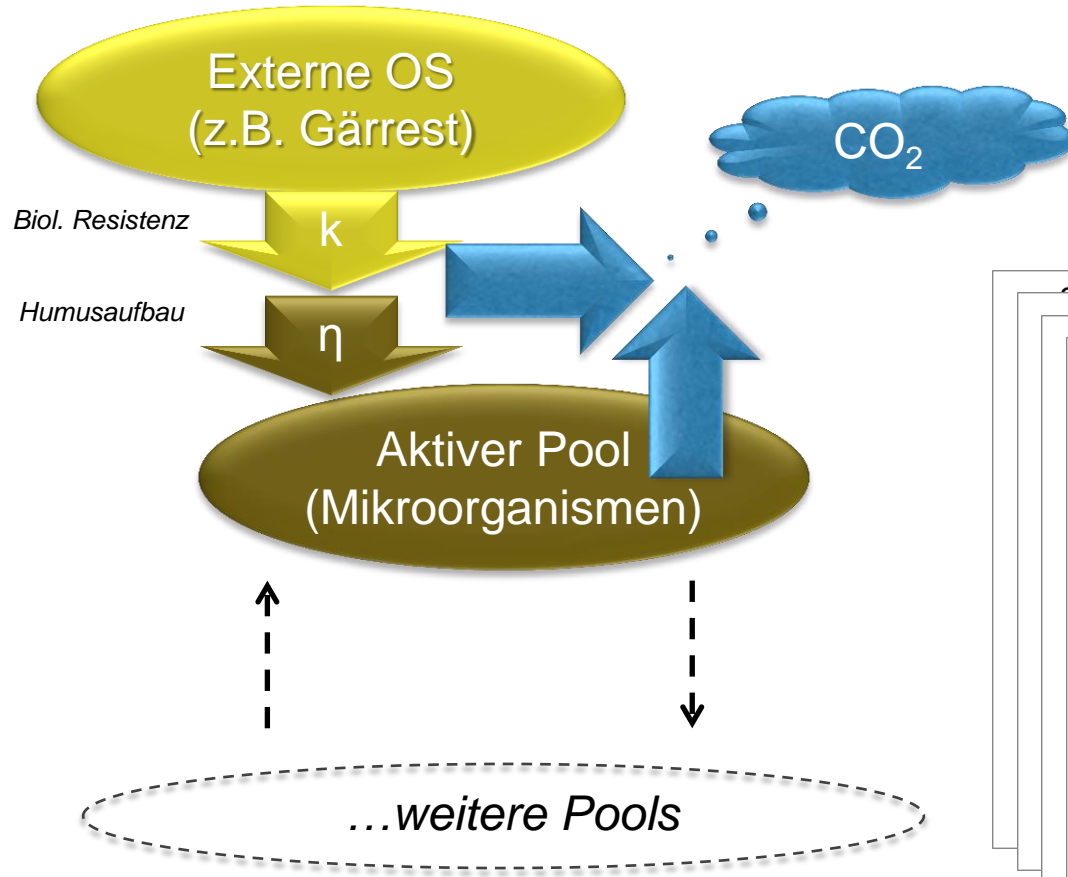 Externe OS
(z.B. Gärrest)
CO₂
Biol. Resistenz
k
Humusaufbau
η
Aktiver Pool
(Mikroorganismen)
…weitere Pools